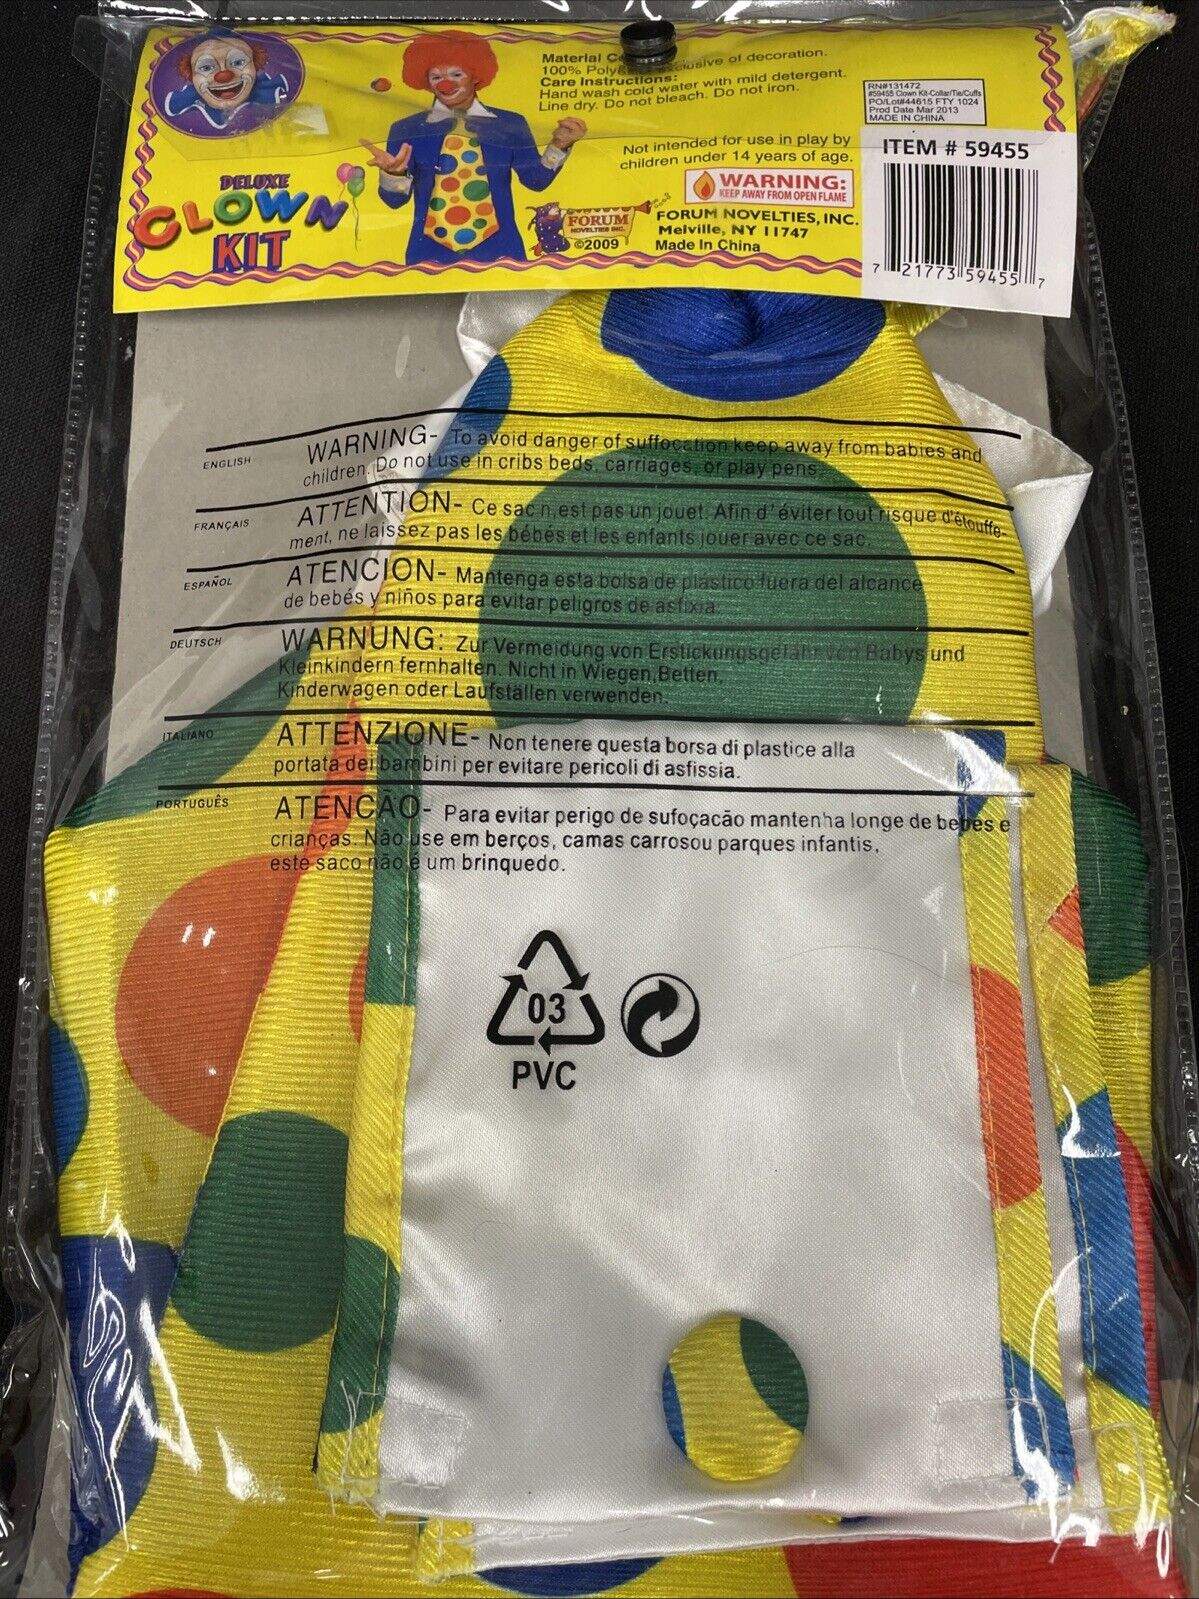 DELUXE
CLOWN
KIT
Material
100% of decoration.
Care Instructions:
Hand wash cold water with mild detergent.
Line dry. Do not bleach. Do not iron.
Not intended for use in play by
children under 14 years of age.
WARNING:
KEEP AWAY FROM OPEN FLAME
FORUM
NOVELTIES INC.
©2009
FORUM NOVELTIES, INC.
Melville, NY 11747
Made In China
RN#131472
#59455 Clown Kit-Collar/Tie/Cuffs
PO/Lot#44615 FTY 1024
Prod Date Mar 2013
MADE IN CHINA
ITEM # 59455
7 21773 59455 7
ENGLISH
WARNING- To avoid danger of suffocation keep away from babies and
children. Do not use in cribs beds, carriages, or play pens
FRANÇAIS
ATTENTION- Ce sac n,est pas un jouet. Afin d'éviter tout risque d'étouffe-
ment, ne laissez pas les bébés et les enfants jouer avec ce sac.
ESPAÑOL
ATENCION- Mantenga esta bolsa de plastico fuera del alcance
de bebés y niños para evitar peligros de asfixia.
DEUTSCH
WARNUNG: Zur Vermeidung von Erstickungsgefahr von Babys und
Kleinkindern fernhalten. Nicht in Wiegen,Betten,
Kinderwagen oder Laufställen verwenden.
ITALIANO
ATTENZIONE- Non tenere questa borsa di plastice alla
portata dei bambini per evitare pericoli di asfissia.
PORTUGUÊS
ATENCÃO- Para evitar perigo de sufoçacão mantenha longe de bebês e
crianças. Não use em berços, camas carrosou parques infantis,
este saco não é um brinquedo.
03
PVC